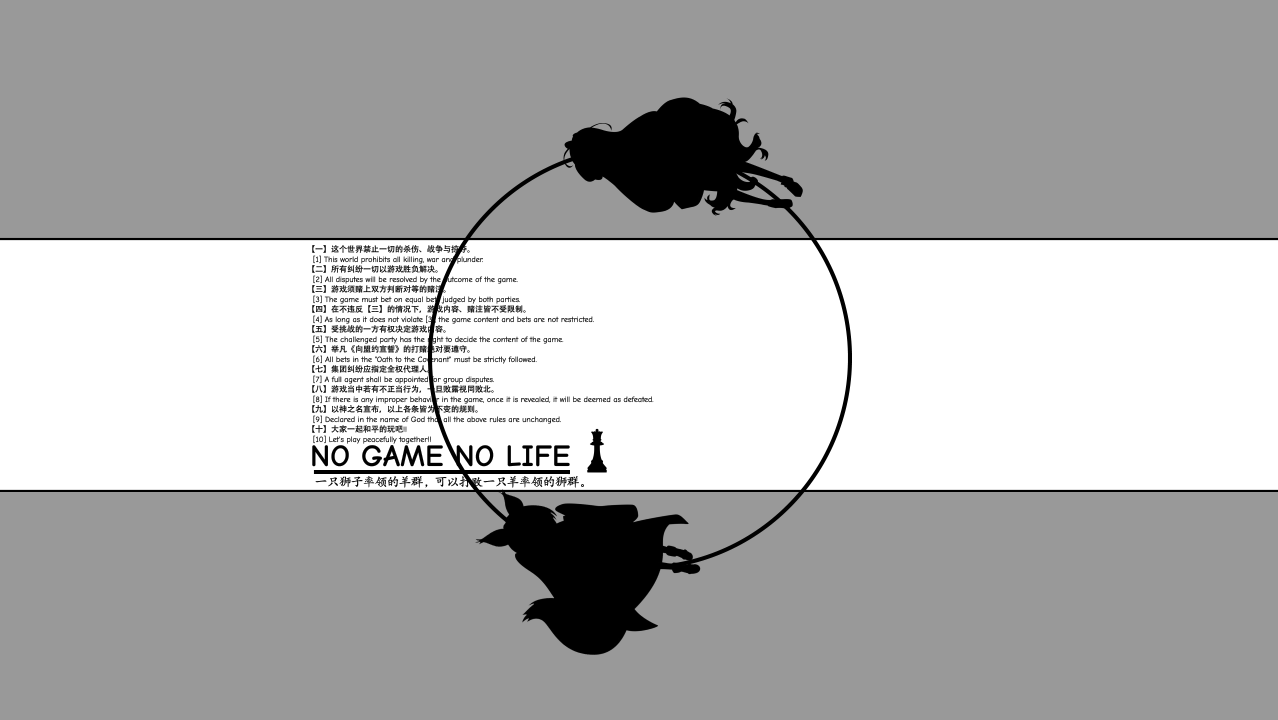 【一】这个世界禁止一切的杀伤、战争与掠夺。
[1] This world prohibits all killing, war and plunder.
【二】所有纠纷一切以游戏胜负解决。
[2] All disputes will be resolved by the outcome of the game.
【三】游戏须赌上双方判断对等的赌注。
[3] The game must bet on equal bets judged by both parties.
【四】在不违反【三】的情况下，游戏内容、赌注皆不受限制。
[4] As long as it does not violate [3], the game content and bets are not restricted.
【五】受挑战的一方有权决定游戏内容。
[5] The challenged party has the right to decide the content of the game.
【六】举凡《向盟约宣誓》的打赌绝对要遵守。
[6] All bets in the "Oath to the Covenant" must be strictly followed.
【七】集团纠纷应指定全权代理人。
[7] A full agent shall be appointed for group disputes.
【八】游戏当中若有不正当行为，一旦败露视同败北。
[8] If there is any improper behavior in the game, once it is revealed, it will be deemed as defeated.
【九】以神之名宣布，以上各条皆为不变的规则。
[9] Declared in the name of God that all the above rules are unchanged.
【十】大家一起和平的玩吧!!
[10] Let's play peacefully together!!
NO GAME NO LIFE
一只狮子率领的羊群，可以打败一只羊率领的狮群。